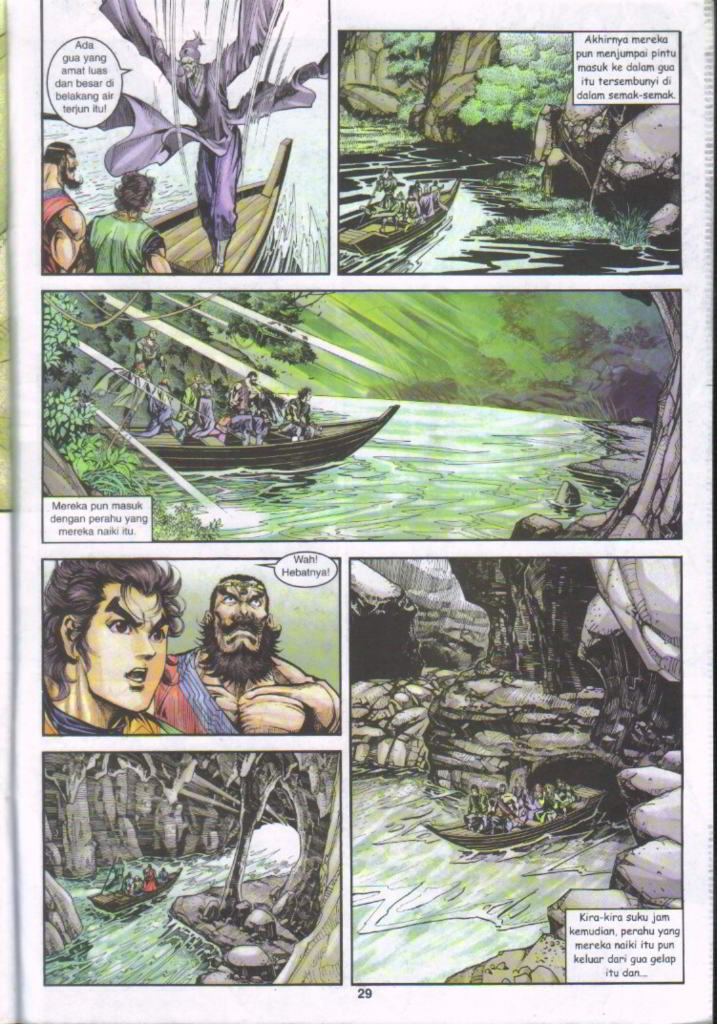 Ada
gua yang
amat luas
dan besar di
belakang air
terjun itu!
Akhirnya mereka
pun menjumpai pintu
masuk ke dalam gua
itu tersembunyi di
dalam semak-semak.
Mereka pun masuk
dengan perahu yang
mereka naiki itu.
Wah!
Hebatnya!
Kira-kira suku jam
kemudian, perahu yang
mereka naiki itu pun
keluar dari gua gelap
itu dan...
29